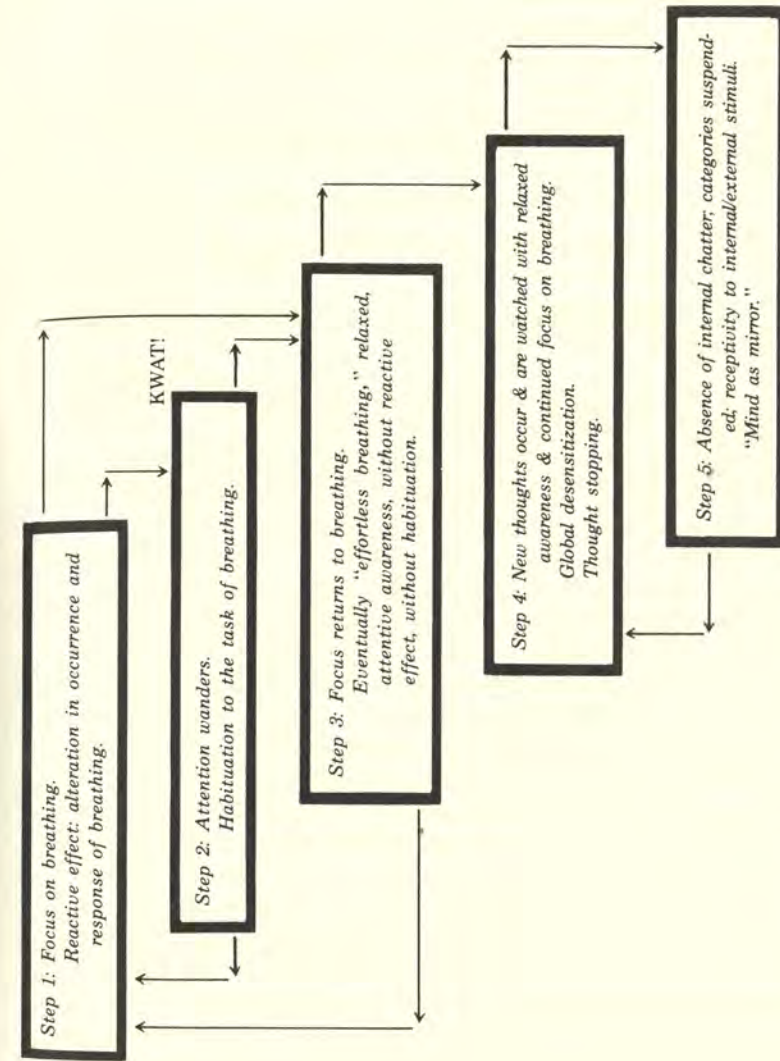 Step 1: Focus on breathing.
Reactive effect: alteration in occurrence and
response of breathing.
KWAT!
Step 2: Attention wanders.
Habituation to the task of breathing.
Step 3: Focus returns to breathing.
Eventually “effortless breathing,” relaxed,
attentive awareness, without reactive
effect, without habituation.
Step 4: New thoughts occur & are watched with relaxed
awareness & continued focus on breathing.
Global desensitization.
Thought stopping.
Step 5: Absence of internal chatter; categories suspend-
ed; receptivity to internal/external stimuli.
“Mind as mirror.”